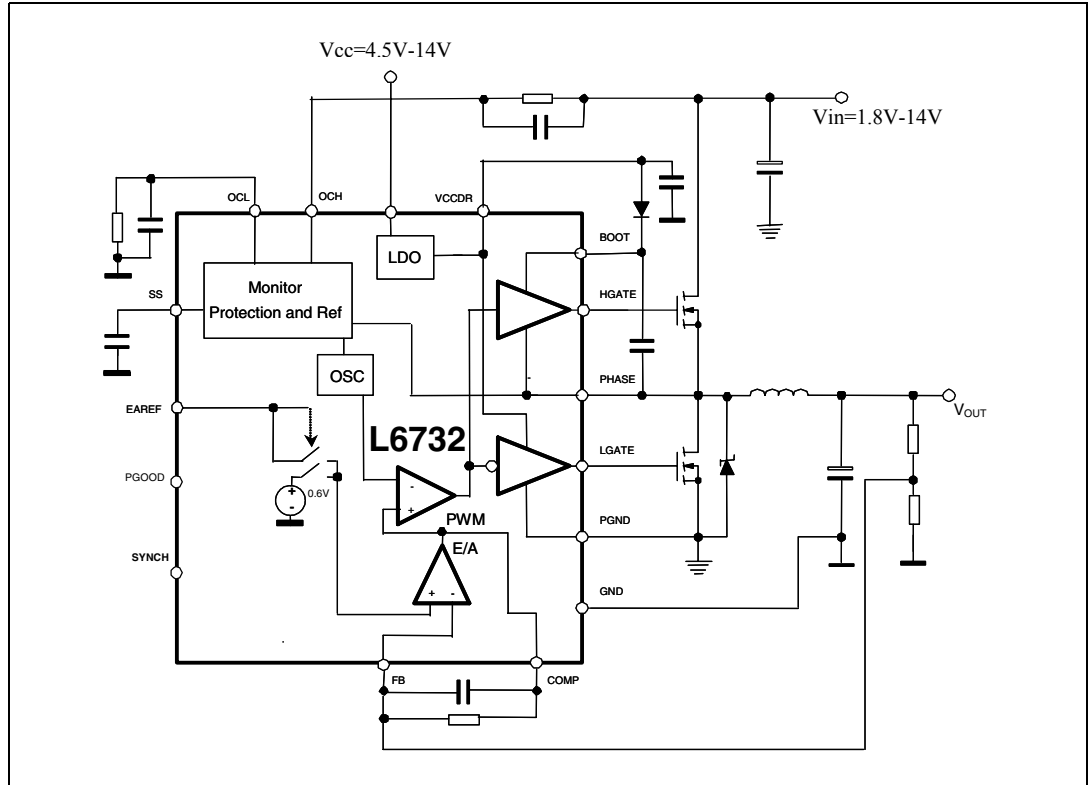 Vcc=4.5V-14V
Vin=1.8V-14V
OCL
OCH
VCCDR
BOOT
LDO
Monitor
Protection and Ref
SS
HGATE
OSC
-
PHASE
EAREF
VOUT
L6732
LGATE
PGOOD
+
-
0.6V
-
+
PWM
E/A
PGND
SYNCH
+ -
GND
FB
COMP